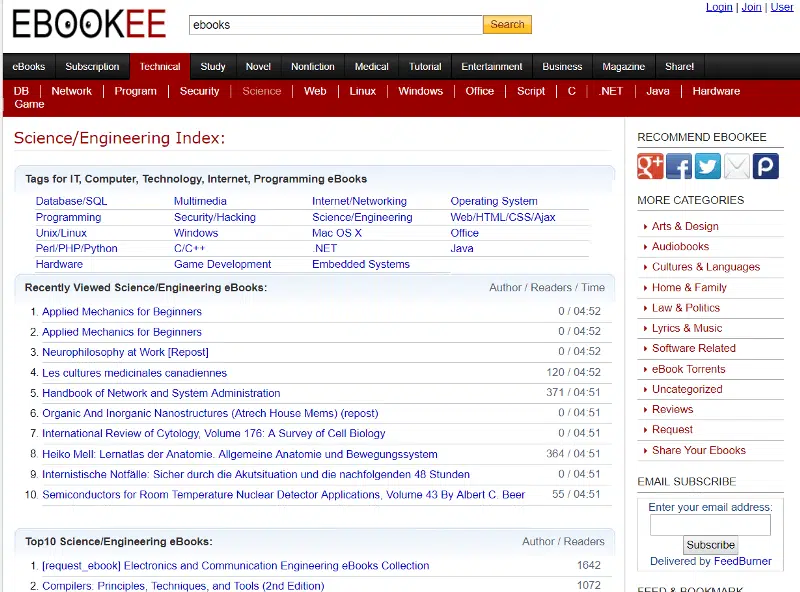 Login | Join | User
EBOOKEE
ebooks
Search
eBooks Subscription Technical Study Novel Nonfiction Medical Tutorial Entertainment Business Magazine Share!
DB | Network | Program | Security | Science | Web | Linux | Windows | Office | Script | C | .NET | Java | Hardware
Game
Science/Engineering Index:
Tags for IT, Computer, Technology, Internet, Programming eBooks
Database/SQL Multimedia Internet/Networking Operating System
Programming Security/Hacking Science/Engineering Web/HTML/CSS/Ajax
Unix/Linux Windows Mac OS X Office
Perl/PHP/Python C/C++ .NET Java
Hardware Game Development Embedded Systems
Recently Viewed Science/Engineering eBooks: Author / Readers / Time
1. Applied Mechanics for Beginners 0 / 04:52
2. Applied Mechanics for Beginners 0 / 04:52
3. Neurophilosophy at Work [Repost] 0 / 04:52
4. Les cultures medicinales canadiennes 120 / 04:52
5. Handbook of Network and System Administration 371 / 04:51
6. Organic And Inorganic Nanostructures (Atrech House Mems) (repost) 0 / 04:51
7. International Review of Cytology, Volume 176: A Survey of Cell Biology 0 / 04:51
8. Heiko Mell: Lernatlas der Anatomie. Allgemeine Anatomie und Bewegungssystem 364 / 04:51
9. Internistische Notfälle: Sicher durch die Akutsituation und die nachfolgenden 48 Stunden 0 / 04:51
10. Semiconductors for Room Temperature Nuclear Detector Applications, Volume 43 By Albert C. Beer 55 / 04:51
Top10 Science/Engineering eBooks: Author / Readers
1. [request_ebook] Electronics and Communication Engineering eBooks Collection 1642
2. Compilers: Principles, Techniques, and Tools (2nd Edition) 1072
RECOMMEND EBOOKEE
MORE CATEGORIES
Arts & Design
Audiobooks
Cultures & Languages
Home & Family
Law & Politics
Lyrics & Music
Software Related
eBook Torrents
Uncategorized
Reviews
Request
Share Your Ebooks
EMAIL SUBSCRIBE
Enter your email address:
Subscribe
Delivered by FeedBurner
FEED & BOOKMARK